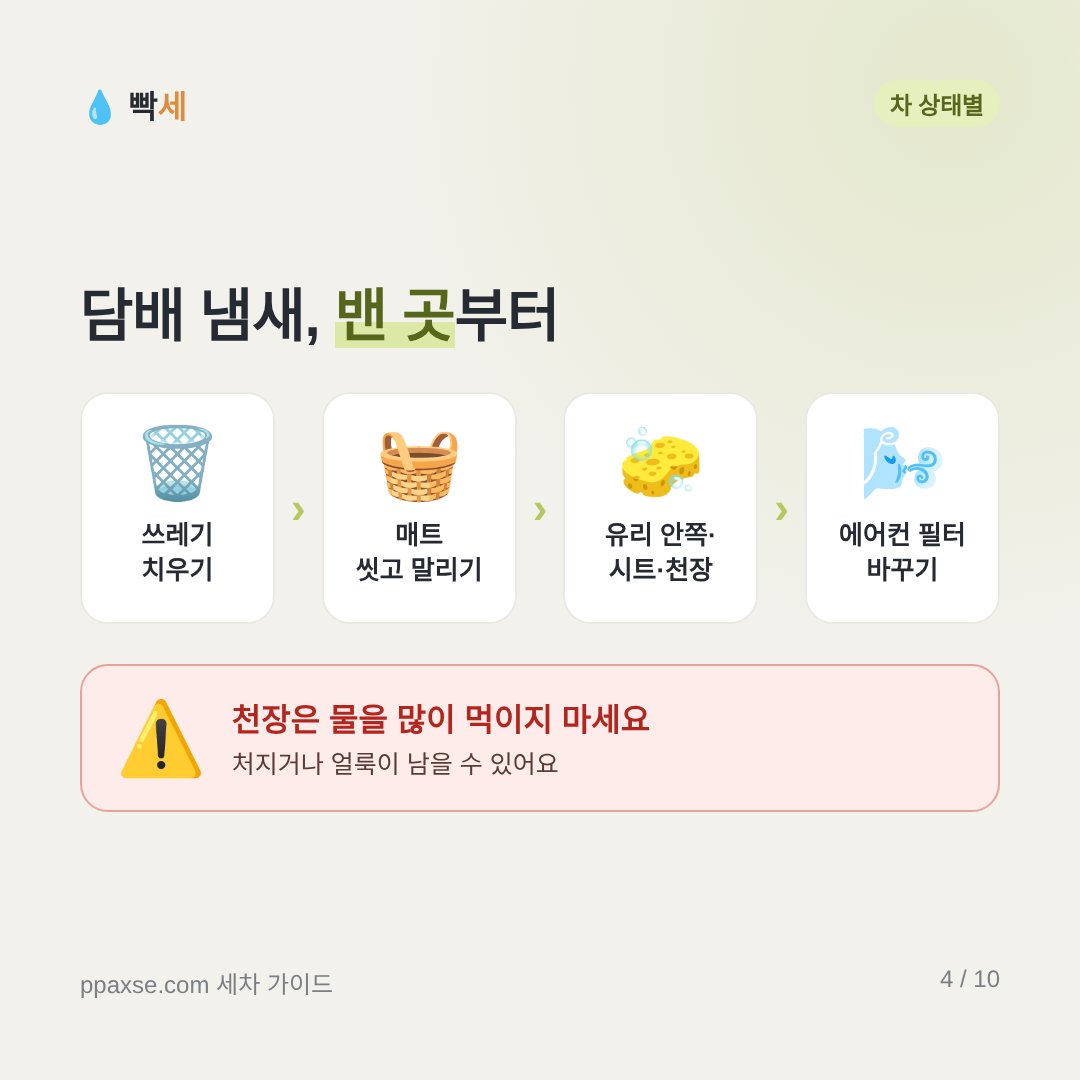 빡세
차 상태별
담배 냄새, 밴 곳부터
쓰레기
치우기
›
매트
씻고 말리기
›
유리 안쪽·
시트·천장
›
에어컨 필터
바꾸기
천장은 물을 많이 먹이지 마세요
처지거나 얼룩이 남을 수 있어요
ppaxse.com 세차 가이드
4 / 10